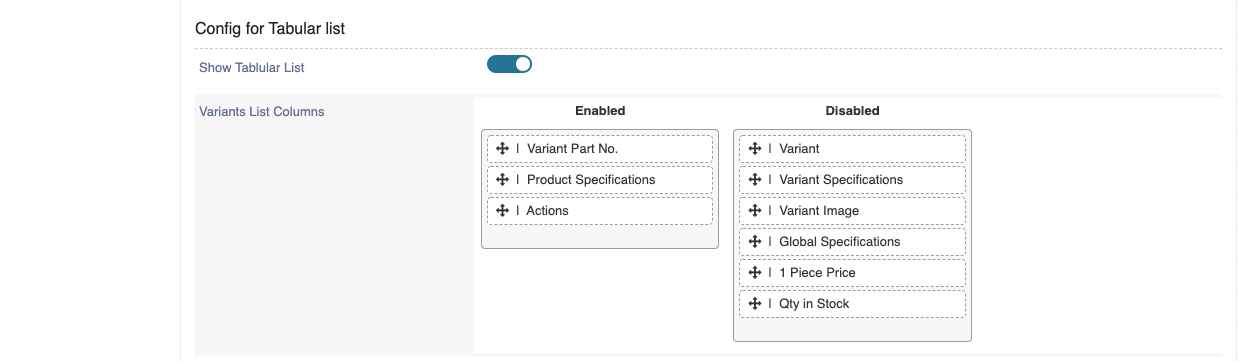 Config for Tabular list
Show Tablular List
Variants List Columns
Enabled
Disabled
| Variant Part No.
| Product Specifications
| Actions
| Variant
| Variant Specifications
| Variant Image
| Global Specifications
| 1 Piece Price
| Qty in Stock